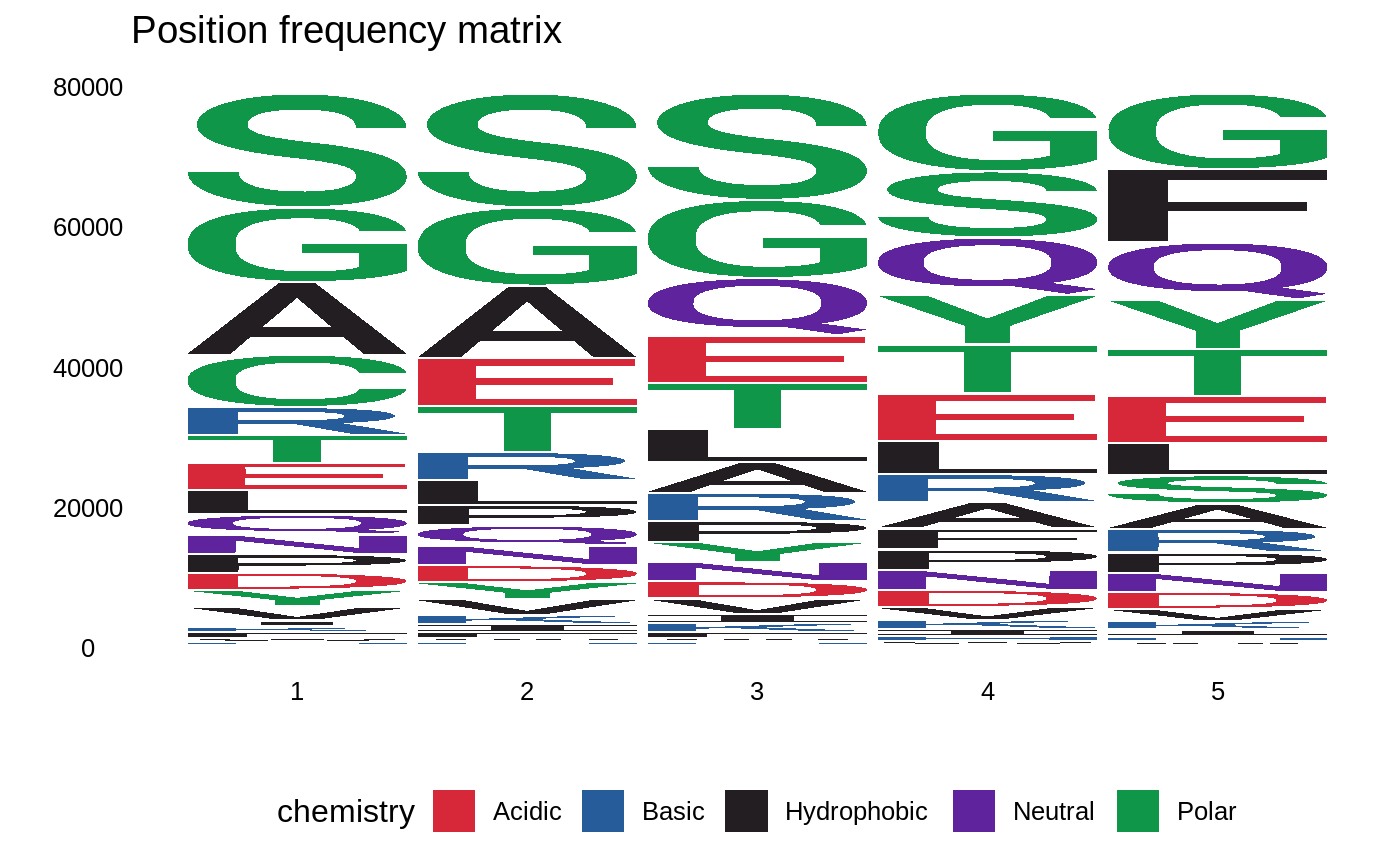 Position frequency matrix
80000
60000
40000
20000
0
S S S G G
G G G S F
A A Q Q Q
C E E Y Y
R T T T T
T R L E E
E L A L L
L P R R S
Q Q P A A
N N Y F R
P D N P P
D Y D N N
Y V V D D
V K I V V
I I K K K
K F F I I
1 2 3 4 5
chemistry Acidic Basic Hydrophobic Neutral Polar